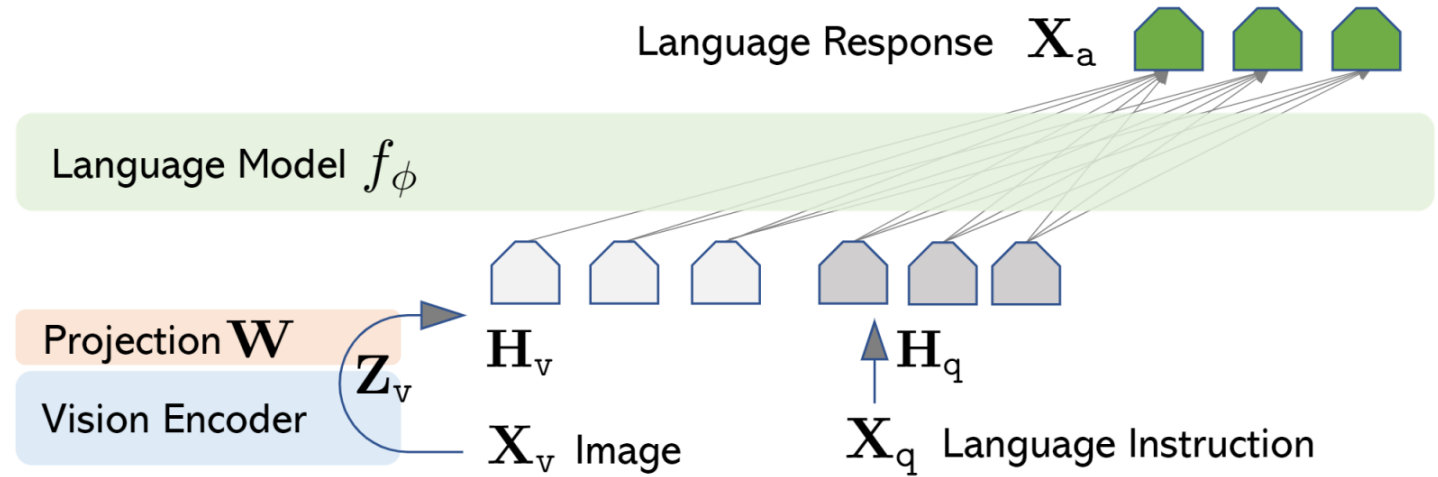 Language Response X_a
Language Model f_ϕ
Projection W
Z_v
H_v
H_q
Vision Encoder
X_v Image
X_q Language Instruction